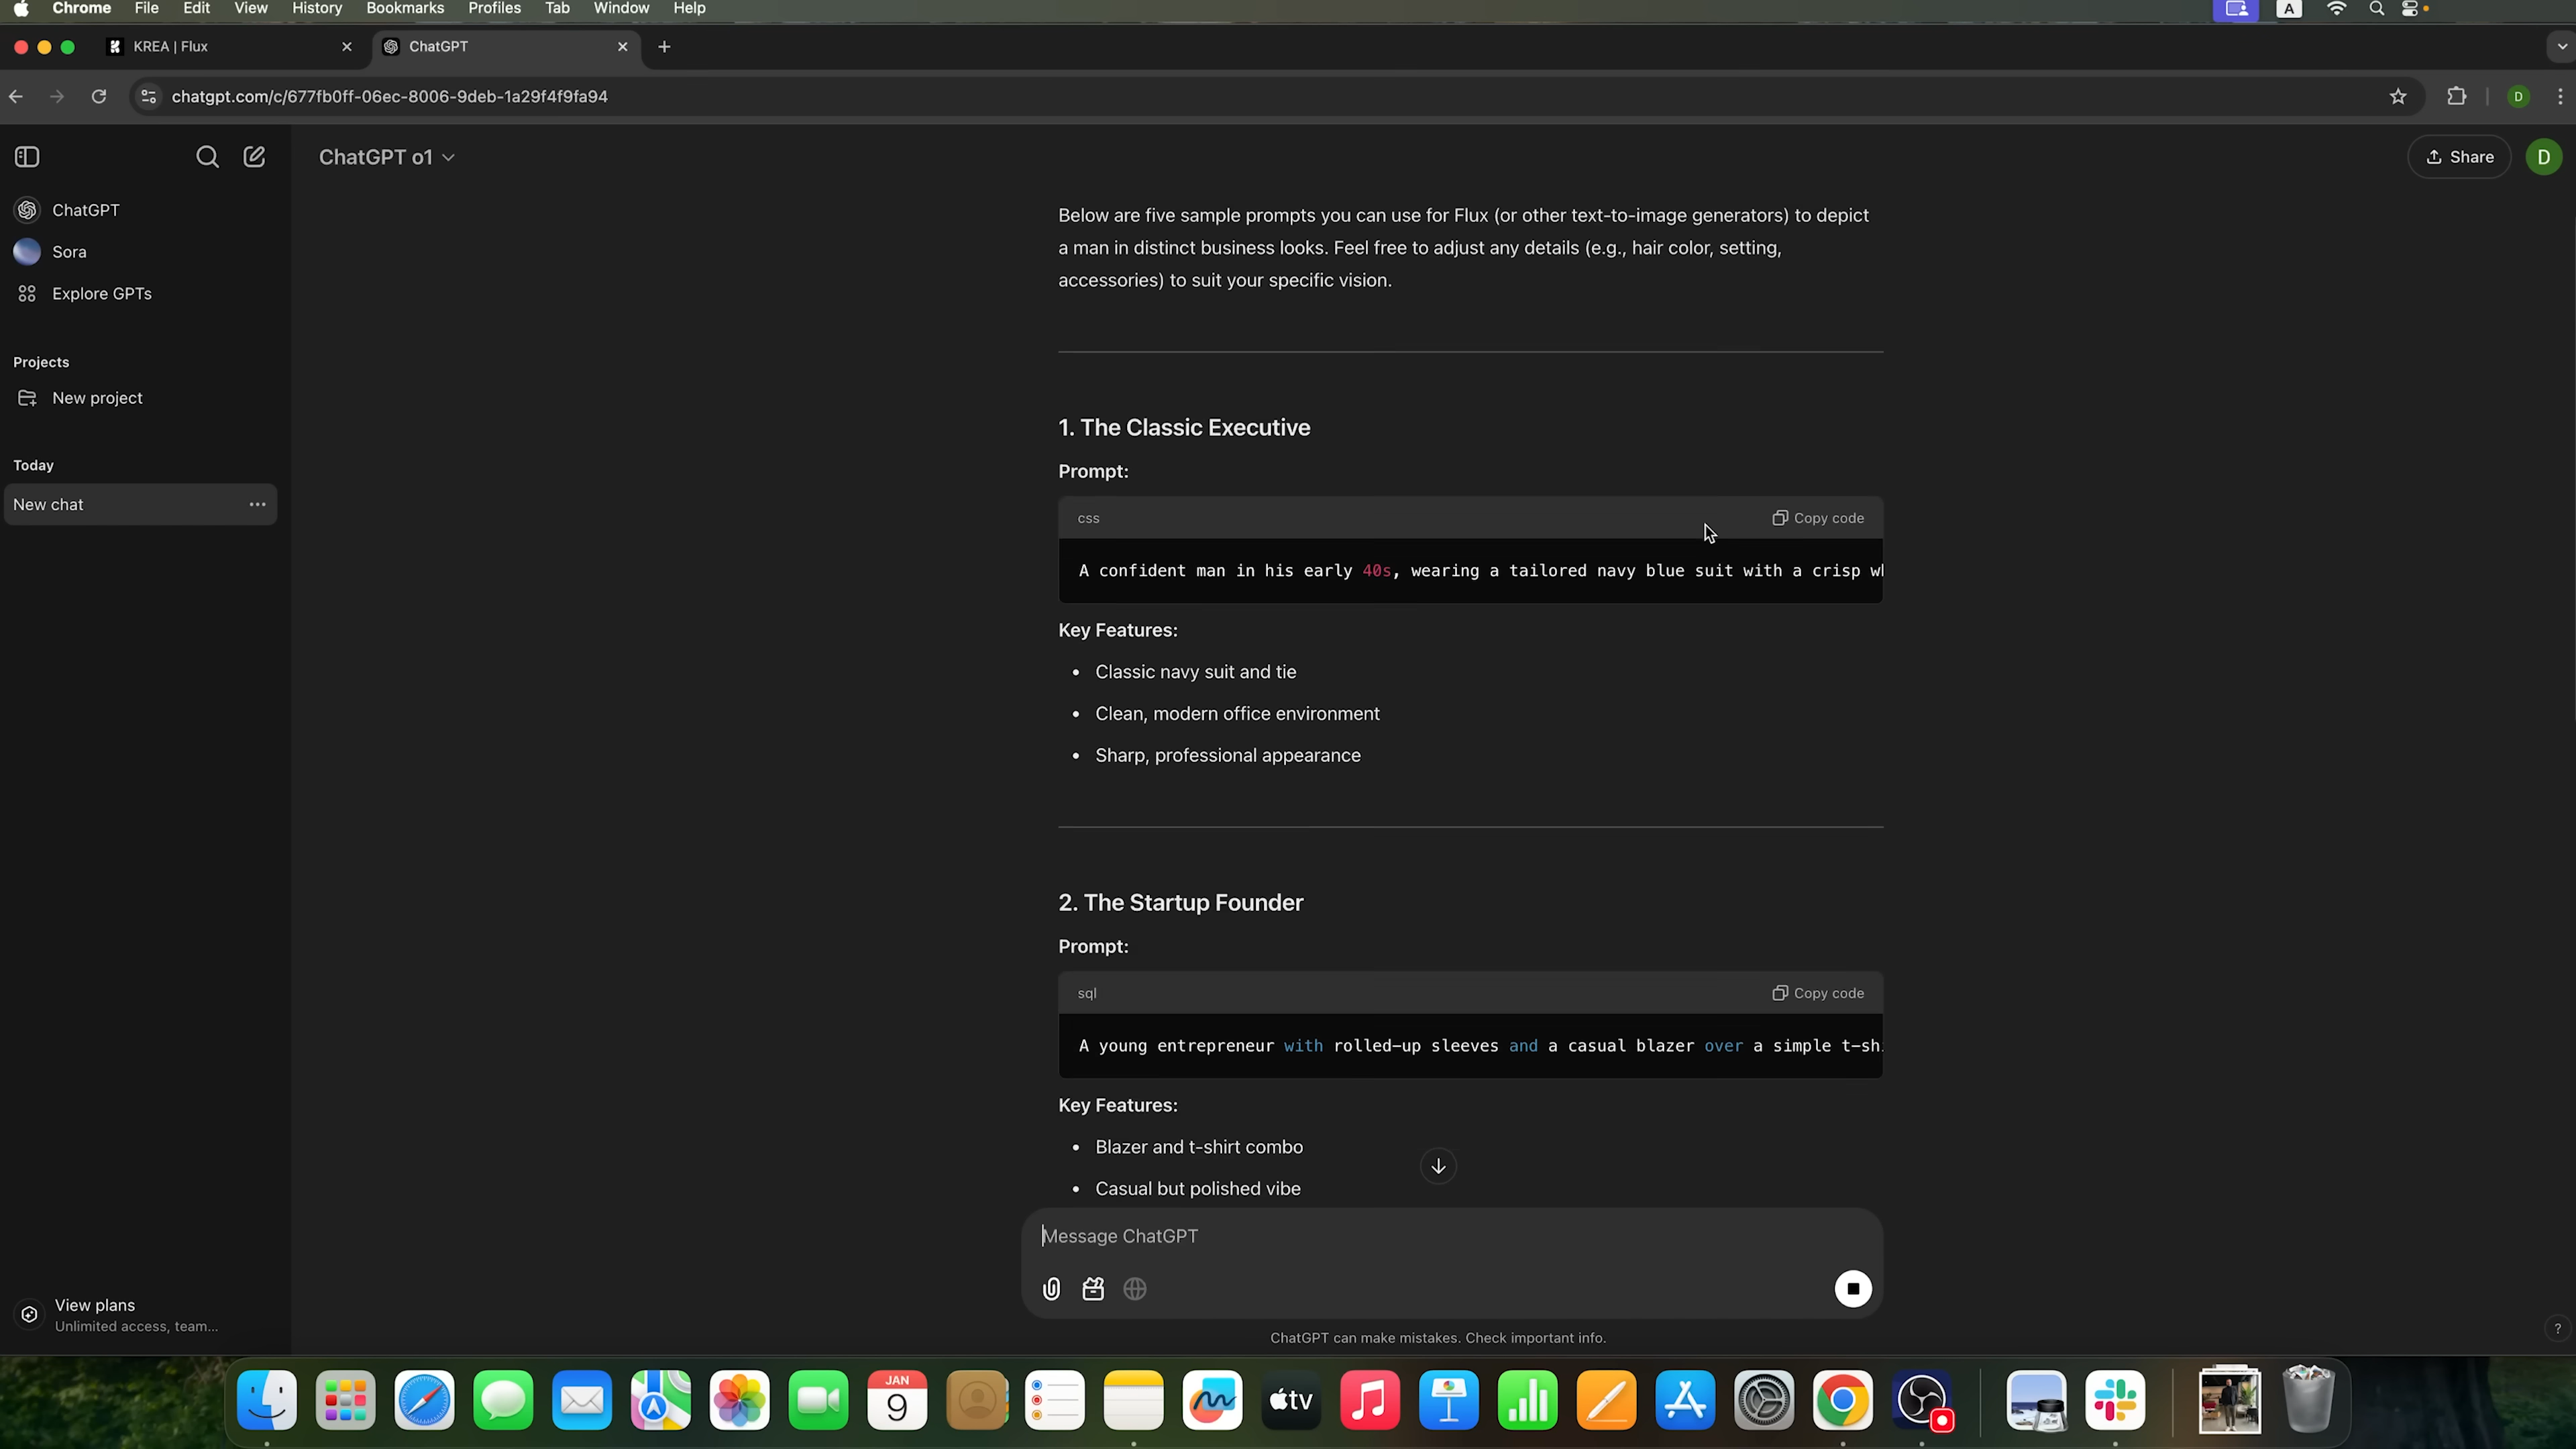 Chrome File Edit View History Bookmarks Profiles Tab Window Help
A
KREA | Flux
ChatGPT
chatgpt.com/c/677fb0ff-06ec-8006-9deb-1a29f4f9fa94
D
ChatGPT o1
Share
D
ChatGPT
Sora
Explore GPTs
Projects
New project
Today
New chat
Below are five sample prompts you can use for Flux (or other text-to-image generators) to depict
a man in distinct business looks. Feel free to adjust any details (e.g., hair color, setting,
accessories) to suit your specific vision.
1. The Classic Executive
Prompt:
css
Copy code
A confident man in his early 40s, wearing a tailored navy blue suit with a crisp
Key Features:
• Classic navy suit and tie
• Clean, modern office environment
• Sharp, professional appearance
2. The Startup Founder
Prompt:
sql
Copy code
A young entrepreneur with rolled-up sleeves and a casual blazer over a simple t-sh
Key Features:
• Blazer and t-shirt combo
• Casual but polished vibe
Message ChatGPT
View plans
Unlimited access, team...
ChatGPT can make mistakes. Check important info.
?
JAN
9
tv